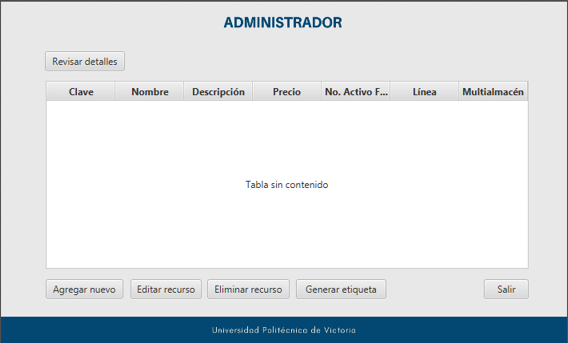 ADMINISTRADOR
Revisar detalles
Clave Nombre Descripción Precio No. Activo F... Línea Multialmacén
Tabla sin contenido
Agregar nuevo Editar recurso Eliminar recurso Generar etiqueta Salir
Universidad Politécnica de Victoria